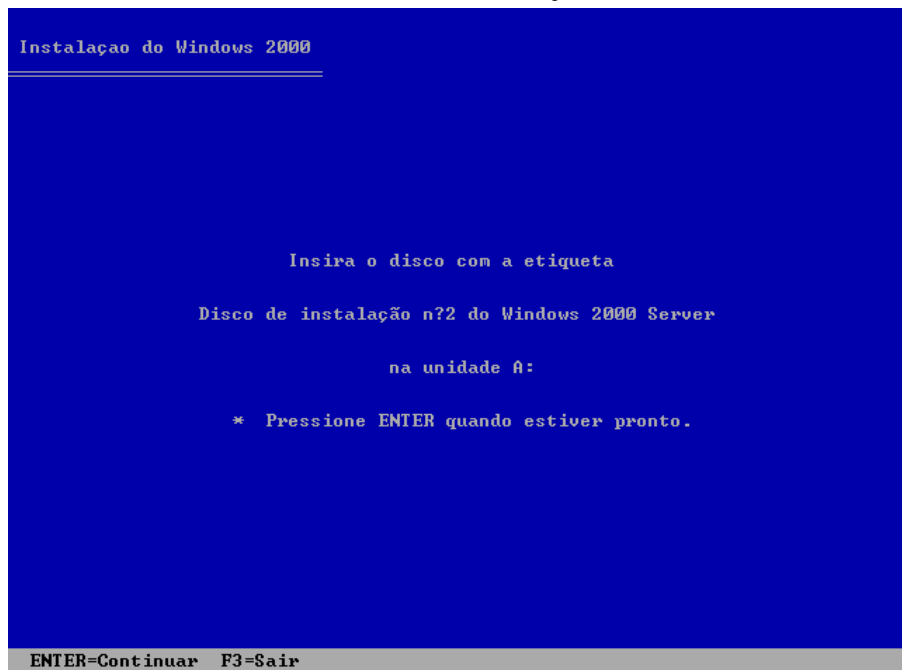 Instalaçao do Windows 2000
Insira o disco com a etiqueta
Disco de instalação n?2 do Windows 2000 Server
na unidade A:
* Pressione ENTER quando estiver pronto.
ENTER=Continuar F3=Sair